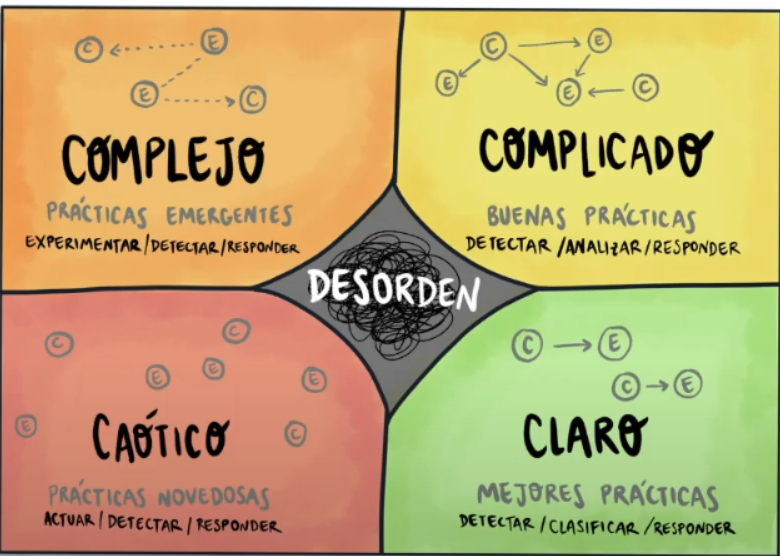 C E
E C
COMPLEJO
PRÁCTICAS EMERGENTES
EXPERIMENTAR/DETECTAR/RESPONDER
C E
E E C
COMPLICADO
BUENAS PRÁCTICAS
DETECTAR/ANALIZAR/RESPONDER
DESORDEN
C C
E E E
E C
CAÓTICO
PRÁCTICAS NOVEDOSAS
ACTUAR/DETECTAR/RESPONDER
C E
C E
CLARO
MEJORES PRÁCTICAS
DETECTAR/CLASIFICAR/RESPONDER